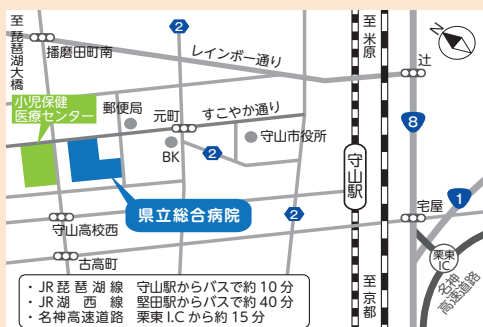 至琵琶湖大橋
播磨田町南
2
レインボー通り
至米原
N
辻
小児保健
医療センター
郵便局
元町
すこやか通り
8
BK
2
守山市役所
守山駅
県立総合病院
2
宅屋
1
守山高校西
古高町
栗東
IC
名神
高速道路
至京都
・JR琵琶湖線 守山駅からバスで約10分
・JR湖西線 堅田駅からバスで約40分
・名神高速道路 栗東I.Cから約15分